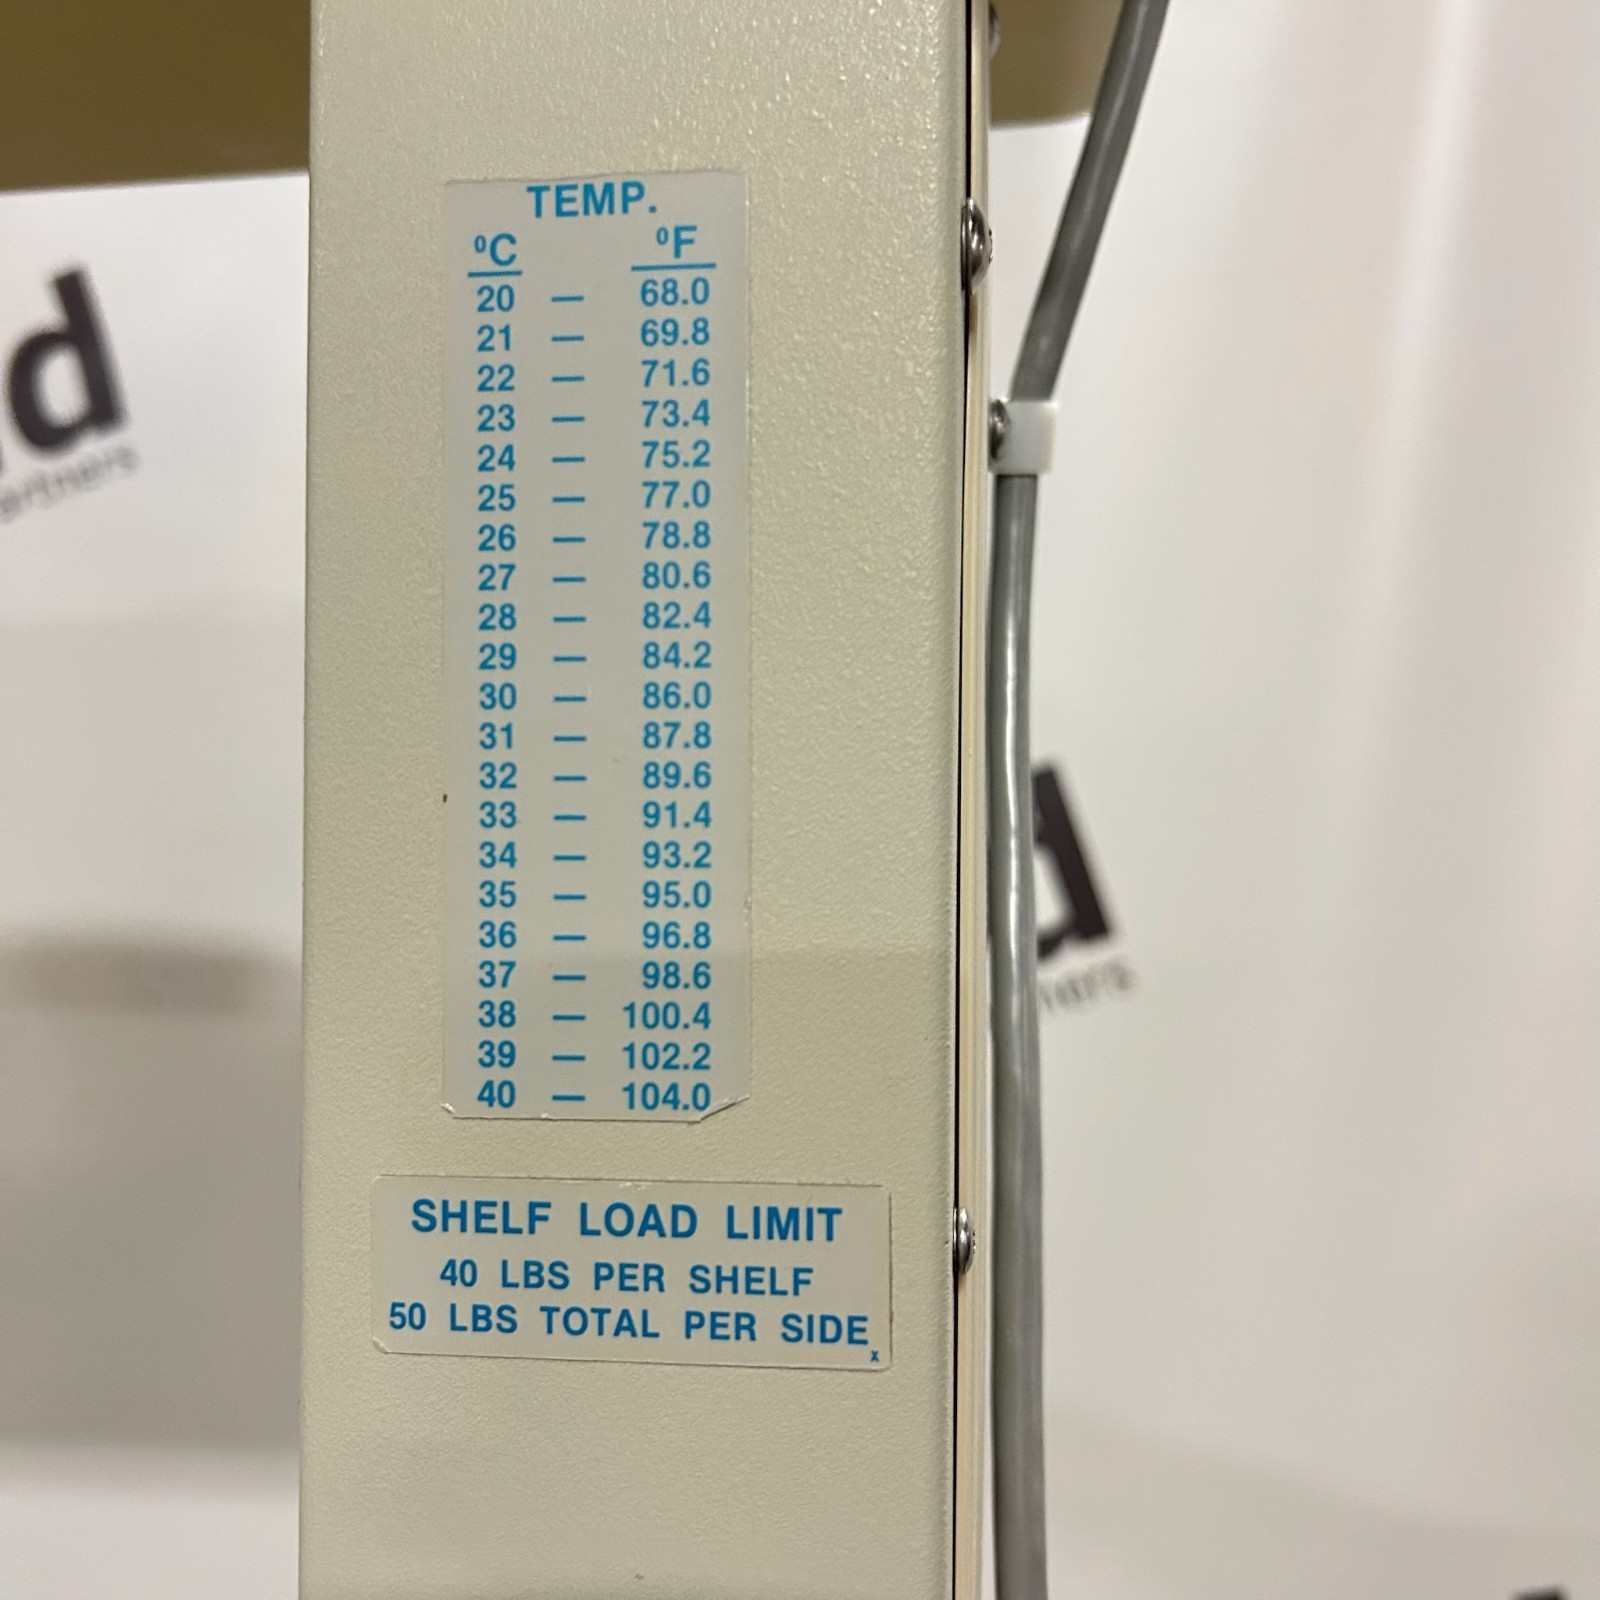 TEMP.
°C °F
20 — 68.0
21 — 69.8
22 — 71.6
23 — 73.4
24 — 75.2
25 — 77.0
26 — 78.8
27 — 80.6
28 — 82.4
29 — 84.2
30 — 86.0
31 — 87.8
32 — 89.6
33 — 91.4
34 — 93.2
35 — 95.0
36 — 96.8
37 — 98.6
38 — 100.4
39 — 102.2
40 — 104.0
SHELF LOAD LIMIT
40 LBS PER SHELF
50 LBS TOTAL PER SIDE
x